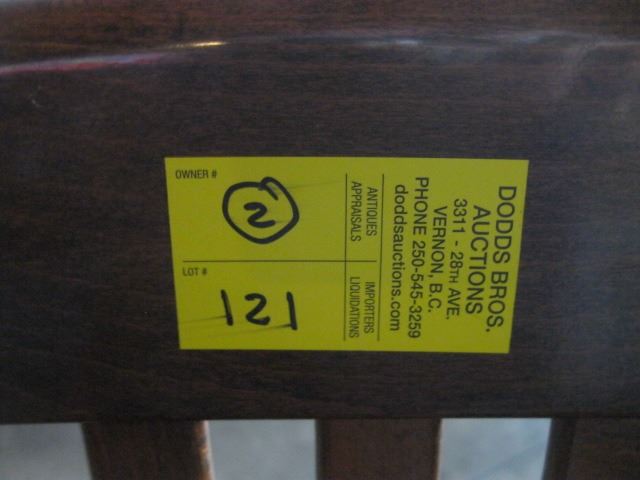 DODDS BROS.
AUCTIONS
3311 - 28TH AVE.
VERNON, B.C.
PHONE 250-545-3259
doddsauctions.com
ANTIQUES
APPRAISALS
IMPORTERS
LIQUIDATIONS
OWNER #
2
LOT #
121